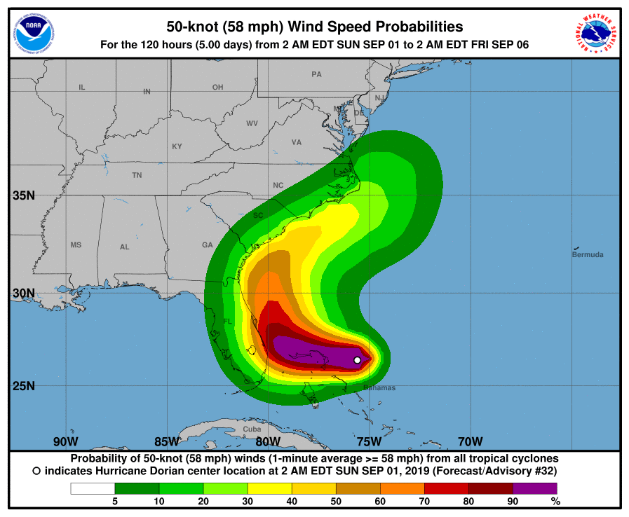 50-knot (58 mph) Wind Speed Probabilities
For the 120 hours (5.00 days) from 2 AM EDT SUN SEP 01 to 2 AM EDT FRI SEP 06
NOAA
NATIONAL WEATHER SERVICE
PA
IL
IN
OH
NJ
DE
WV
VA
KY
TN
NC
35N
SC
MS
AL
GA
Bermuda
30N
FL
25N
Bahamas
Cuba
90W
85W
80W
75W
70W
Probability of 50-knot (58 mph) winds (1-minute average >= 58 mph) from all tropical cyclones
indicates Hurricane Dorian center location at 2 AM EDT SUN SEP 01, 2019 (Forecast/Advisory #32)
5 10 20 30 40 50 60 70 80 90 %